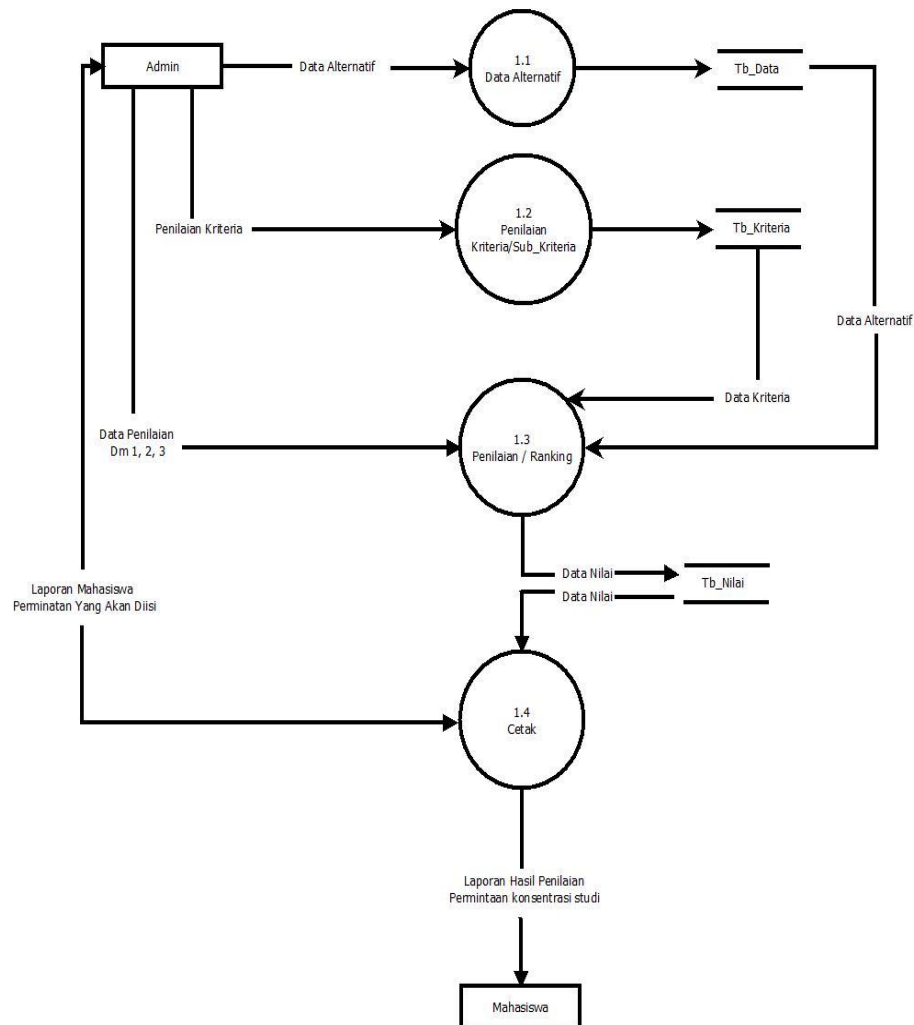 Admin
Data Alternatif
1.1
Data Alternatif
Tb_Data
Penilaian Kriteria
1.2
Penilaian
Kriteria/Sub_Kriteria
Tb_Kriteria
Data Alternatif
Data Kriteria
Data Penilaian
Dm 1, 2, 3
1.3
Penilaian / Ranking
Data Nilai
Tb_Nilai
Data Nilai
Laporan Mahasiswa
Perminatan Yang Akan Diisi
1.4
Cetak
Laporan Hasil Penilaian
Permintaan konsentrasi studi
Mahasiswa